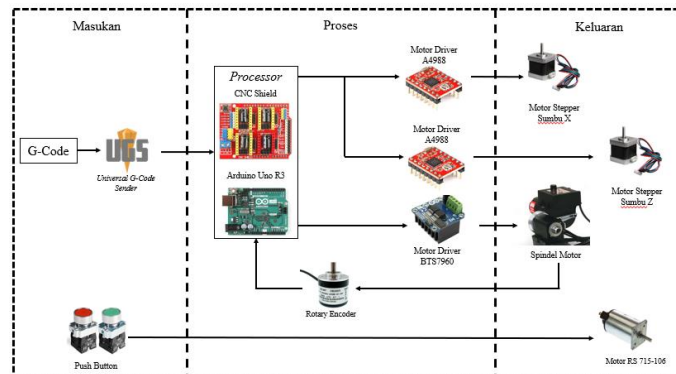 Masukan
Proses
Keluaran
G-Code
UGS
Universal G-Code
Sender
Processor
CNC Shield
Arduino Uno R3
Motor Driver
A4988
Motor Stepper
Sumbu X
Motor Driver
A4988
Motor Stepper
Sumbu Z
Motor Driver
BTS7960
Spindel Motor
Rotary Encoder
Push Button
Motor RS 715-106